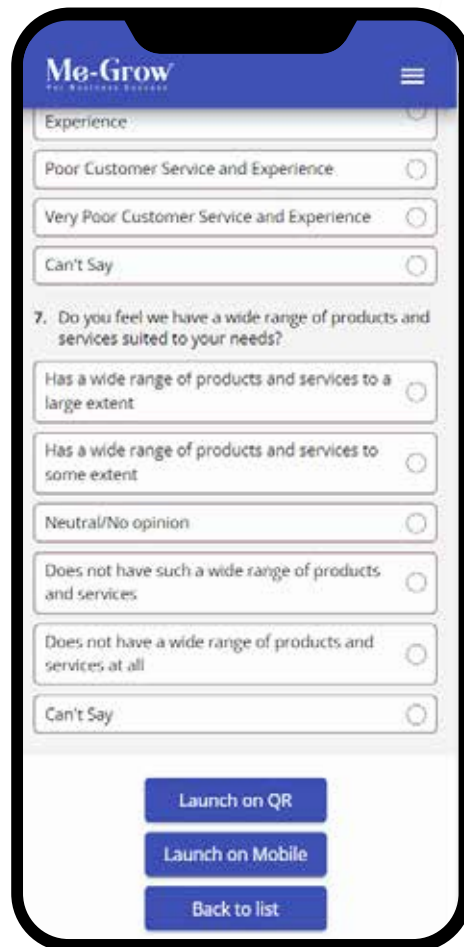 Me-Grow
For Business Success
Experience
Poor Customer Service and Experience
Very Poor Customer Service and Experience
Can't Say
7. Do you feel we have a wide range of products and
services suited to your needs?
Has a wide range of products and services to a
large extent
Has a wide range of products and services to
some extent
Neutral/No opinion
Does not have such a wide range of products
and services
Does not have a wide range of products and
services at all
Can't Say
Launch on QR
Launch on Mobile
Back to list